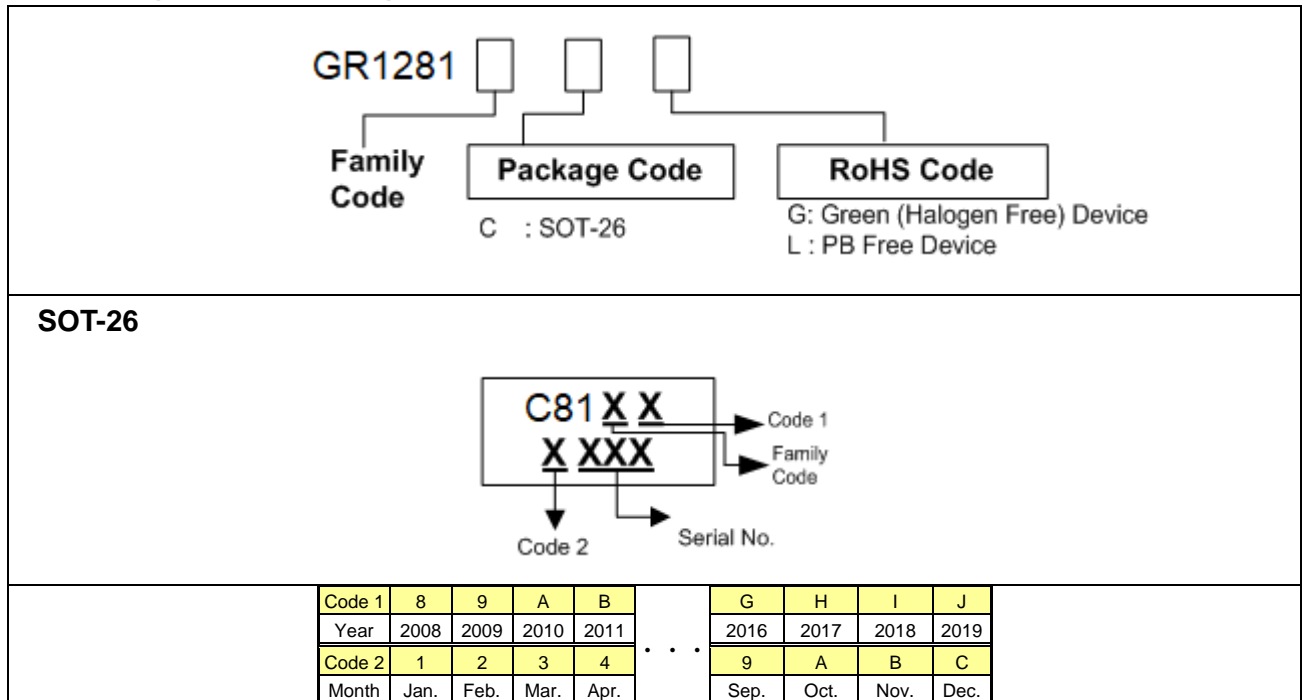 GR1281
Family Code
Package Code
C : SOT-26
RoHS Code
G: Green (Halogen Free) Device
L : PB Free Device
SOT-26
C81 X X
X XXX
Code 1
Family Code
Code 2
Serial No.
Code 1 8 9 A B . . . G H I J
Year 2008 2009 2010 2011 2016 2017 2018 2019
Code 2 1 2 3 4 9 A B C
Month Jan. Feb. Mar. Apr. Sep. Oct. Nov. Dec.